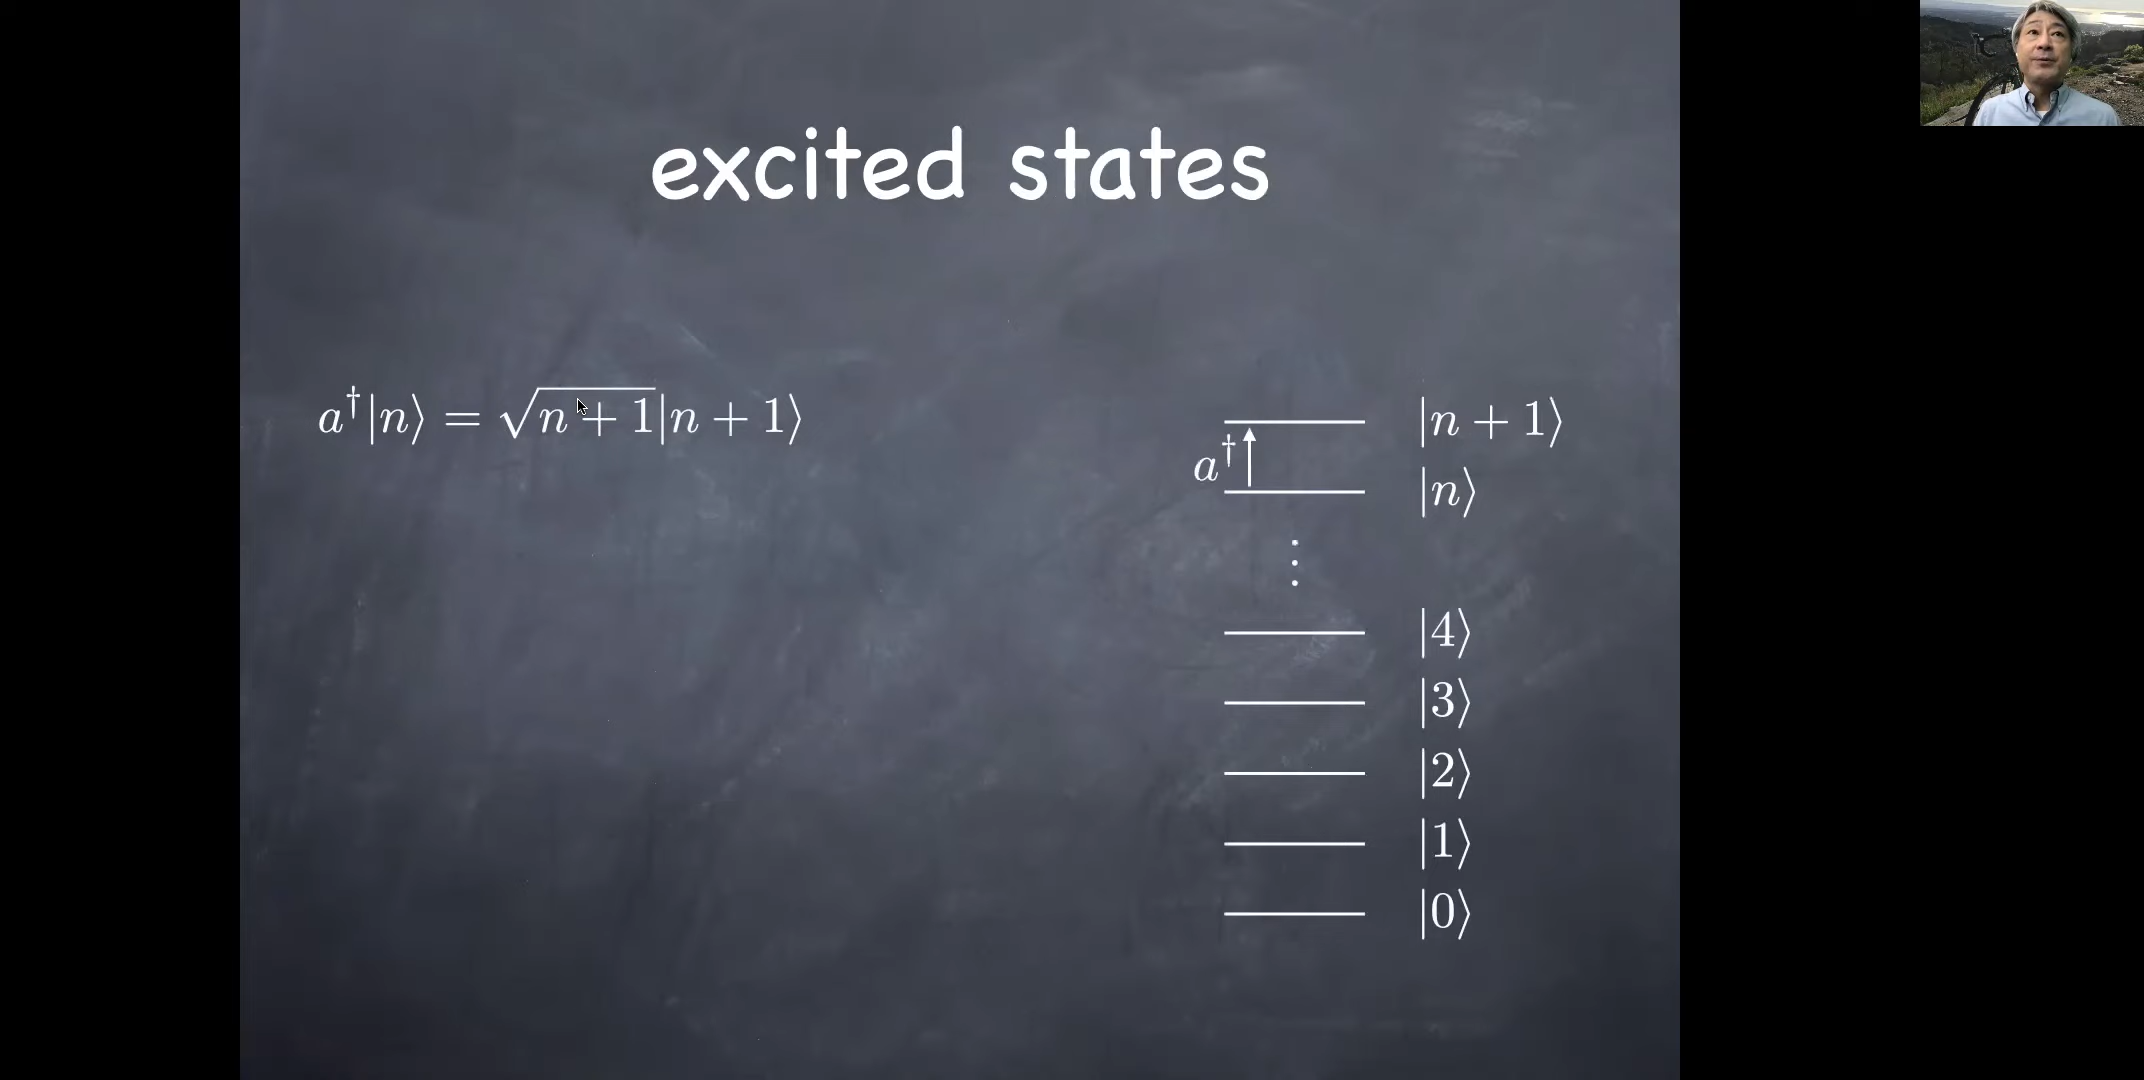 excited states
a†|n⟩ = √n + 1|n + 1⟩
|n + 1⟩
a†
|n⟩
⋮
|4⟩
|3⟩
|2⟩
|1⟩
|0⟩